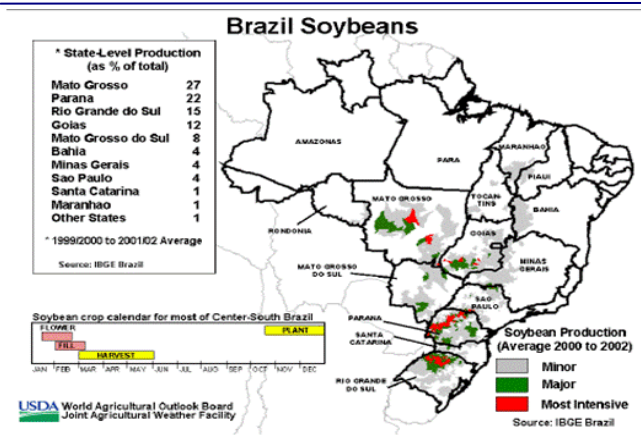 Brazil Soybeans
* State-Level Production
(as % of total)
Mato Grosso 27
Parana 22
Rio Grande do Sul 15
Goias 12
Mato Grosso do Sul 8
Bahia 4
Minas Gerais 4
Sao Paulo 4
Santa Catarina 1
Maranhao 1
Other States 1
* 1999/2000 to 2001/02 Average
Source: IBGE Brazil
AMAZONAS
PARA
MARANHAO
PIAUI
MATO GROSSO
TOCAN-
TINS
BAHIA
RONDONIA
GOIAS
MATO GROSSO
DO SUL
MINAS
GERAIS
SAO
PAULO
PARANA
SANTA
CATARINA
RIO GRANDE
DO SUL
Soybean crop calendar for most of Center-South Brazil
FLOWER
PLANT
FILL
HARVEST
JAN FEB MAR APR MAY JUN JUL AUG SEP OCT NOV DEC
Soybean Production
(Average 2000 to 2002)
Minor
Major
Most Intensive
Source: IBGE Brazil
USDA World Agricultural Outlook Board
Joint Agricultural Weather Facility